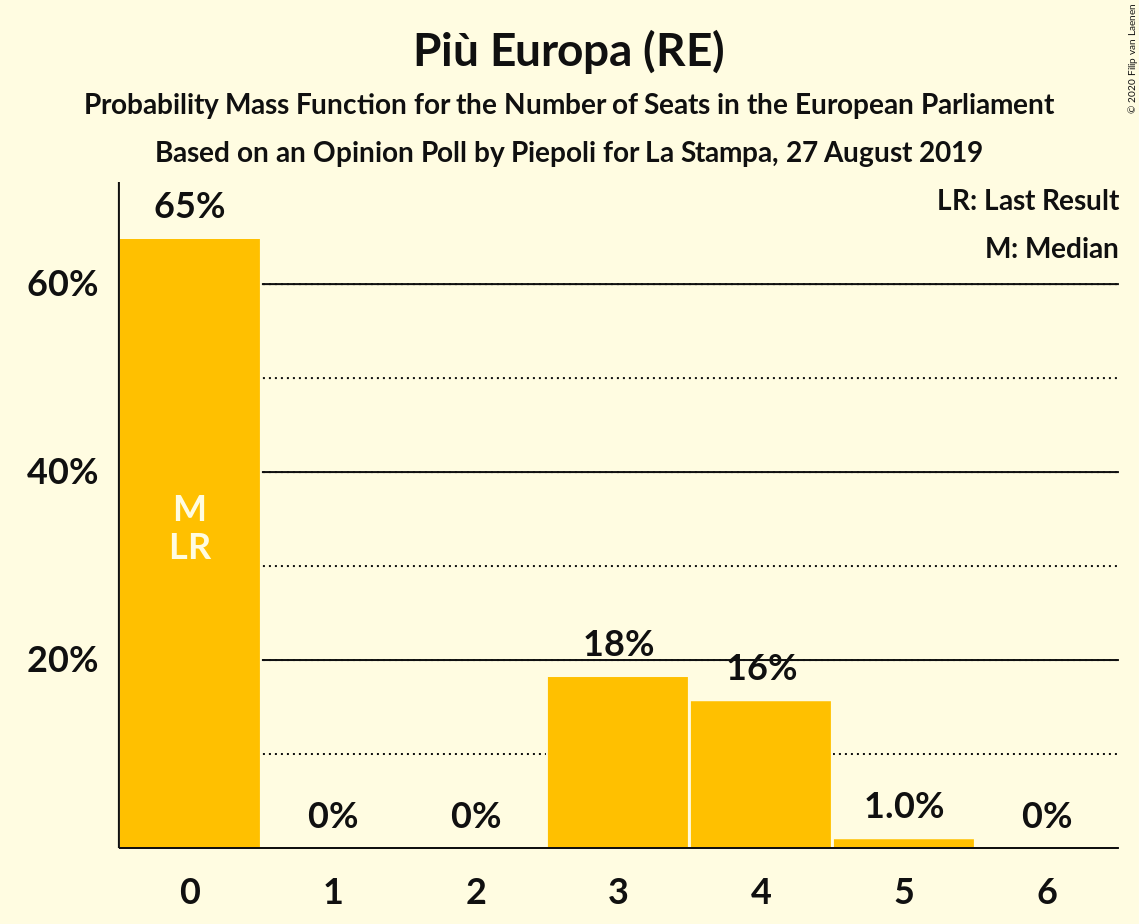 Più Europa (RE)
Probability Mass Function for the Number of Seats in the European Parliament
Based on an Opinion Poll by Piepoli for La Stampa, 27 August 2019
© 2020 Filip van Laenen
LR: Last Result
M: Median
65%
60%
40%
M
LR
18%
20%
16%
0%
0%
1.0%
0%
0
1
2
3
4
5
6